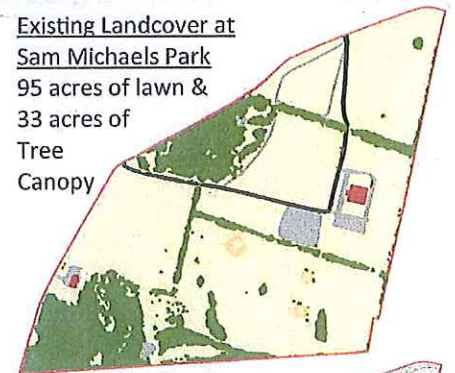 Existing Landcover at
Sam Michaels Park
95 acres of lawn &
33 acres of
Tree
Canopy